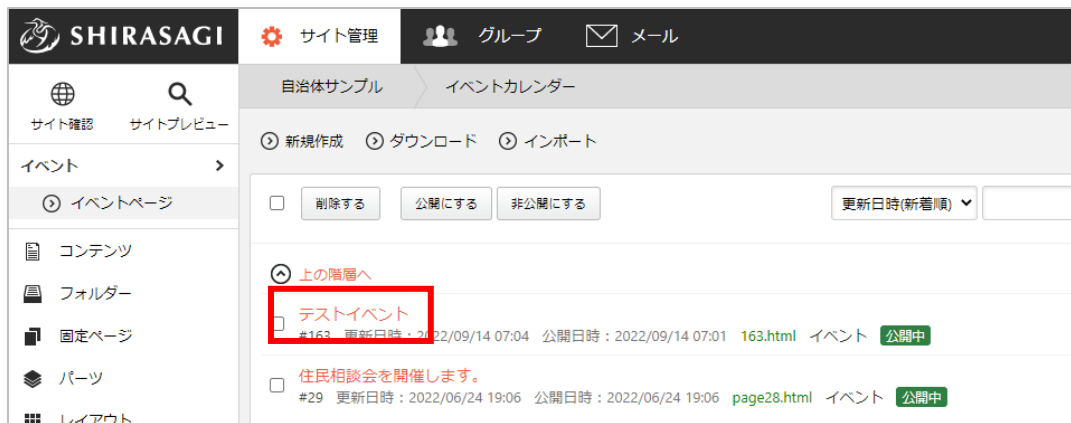 SHIRASAGI サイト管理 グループ メール
自治体サンプル イベントカレンダー
サイト確認 サイトプレビュー
新規作成 ダウンロード インポート
イベント
イベントページ
削除する 公開にする 非公開にする 更新日時(新着順)
コンテンツ
上の階層へ
フォルダー
テストイベント
#163 更新日時：2022/09/14 07:04 公開日時：2022/09/14 07:01 163.html イベント 公開中
固定ページ
住民相談会を開催します。
パーツ
#29 更新日時：2022/06/24 19:06 公開日時：2022/06/24 19:06 page28.html イベント 公開中
レイアウト